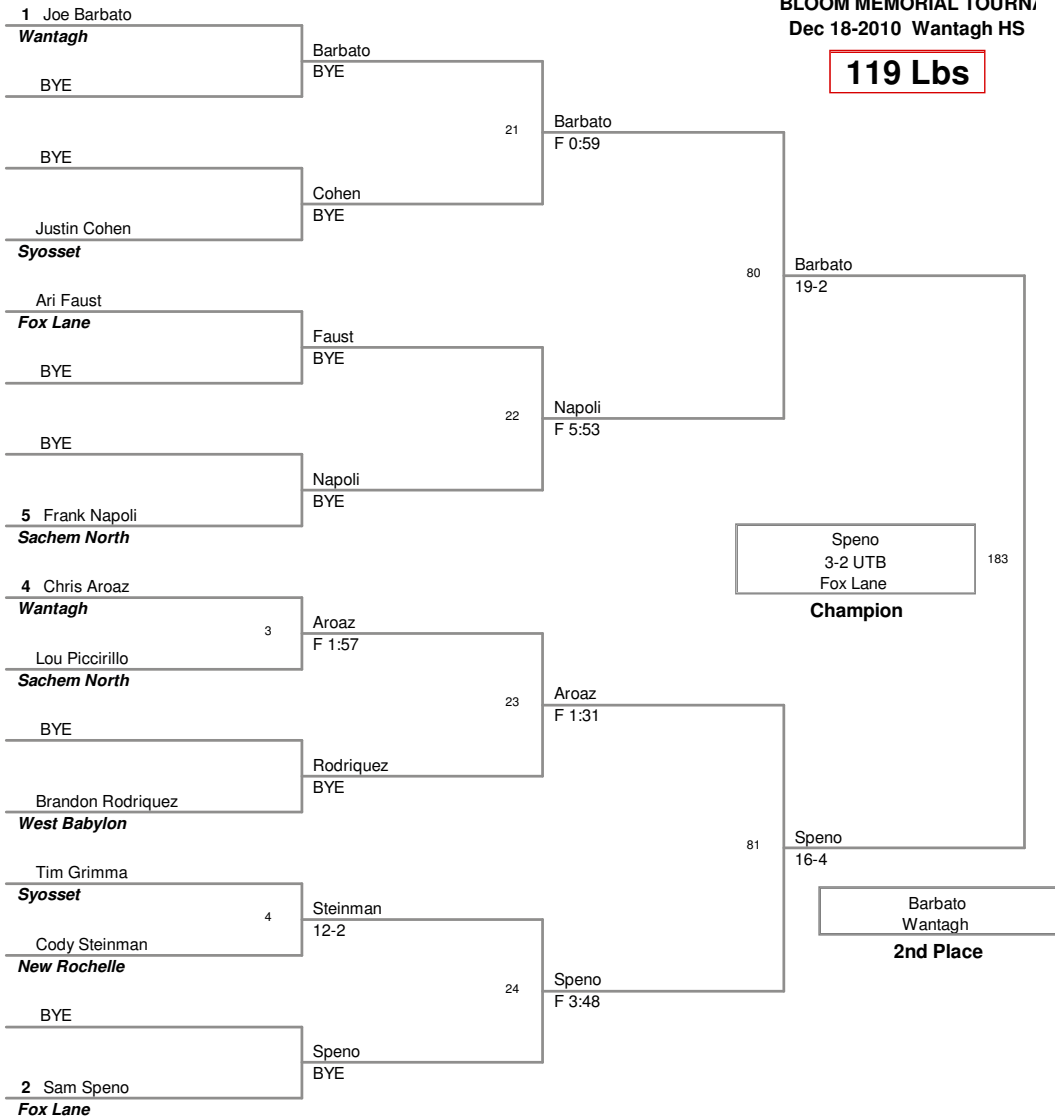 BLOOM MEMORIAL
Dec 18-2010 Wantagh HS
119 Lbs
1 Joe Barbato
Wantagh
BYE
BYE
Justin Cohen
Syosset
Ari Faust
Fox Lane
BYE
BYE
5 Frank Napoli
Sachem North
4 Chris Aroaz
Wantagh
3
Lou Piccirillo
Sachem North
BYE
Brandon Rodriquez
West Babylon
Tim Grimma
Syosset
4
Cody Steinman
New Rochelle
BYE
2 Sam Speno
Fox Lane
Barbato
BYE
21
Cohen
BYE
Faust
BYE
22
Napoli
BYE
Aroaz
F 1:57
23
Rodriquez
BYE
Steinman
12-2
24
Speno
BYE
Barbato
F 0:59
80
Napoli
F 5:53
Aroaz
F 1:31
81
Speno
F 3:48
Barbato
19-2
183
Speno
16-4
Speno
3-2 UTB
Fox Lane
Champion
Barbato
Wantagh
2nd Place